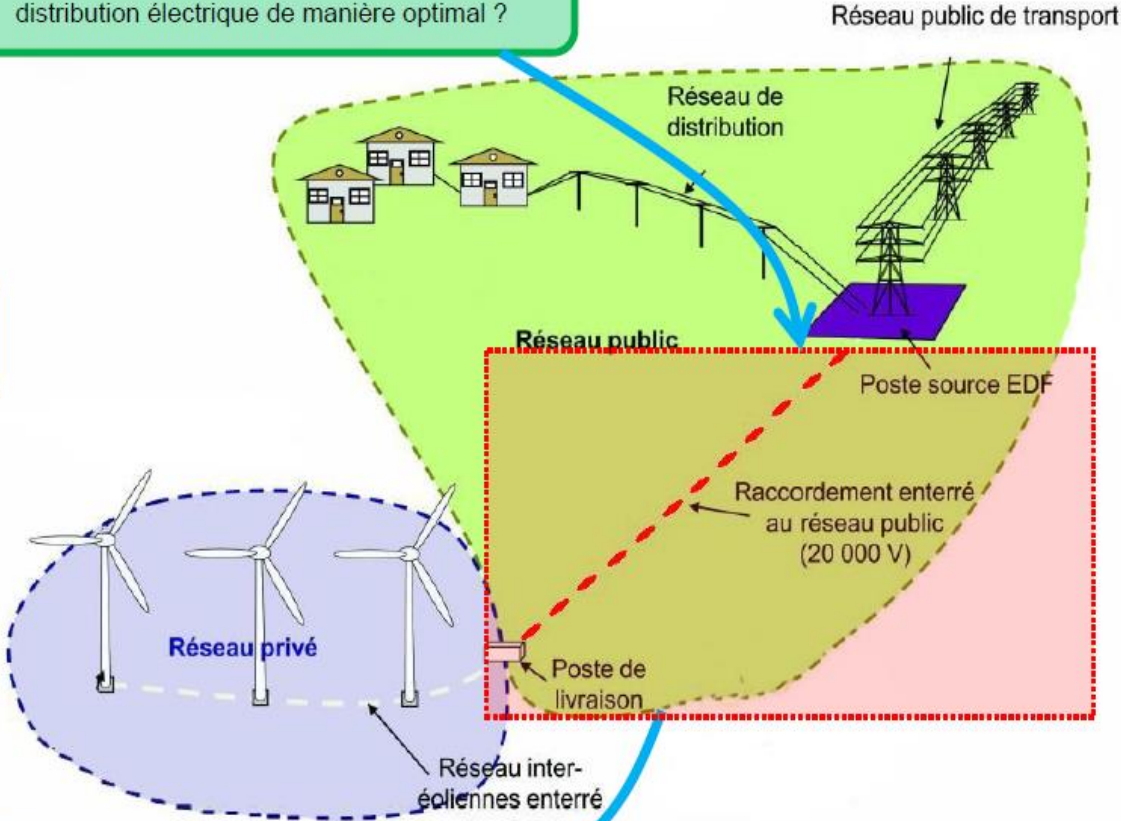 distribution électrique de manière optimal ?
Réseau public de transport
Réseau de
distribution
Réseau public
Poste source EDF
Raccordement enterré
au réseau public
(20 000 V)
Réseau privé
Poste de
livraison
Réseau inter-
éoliennes enterré